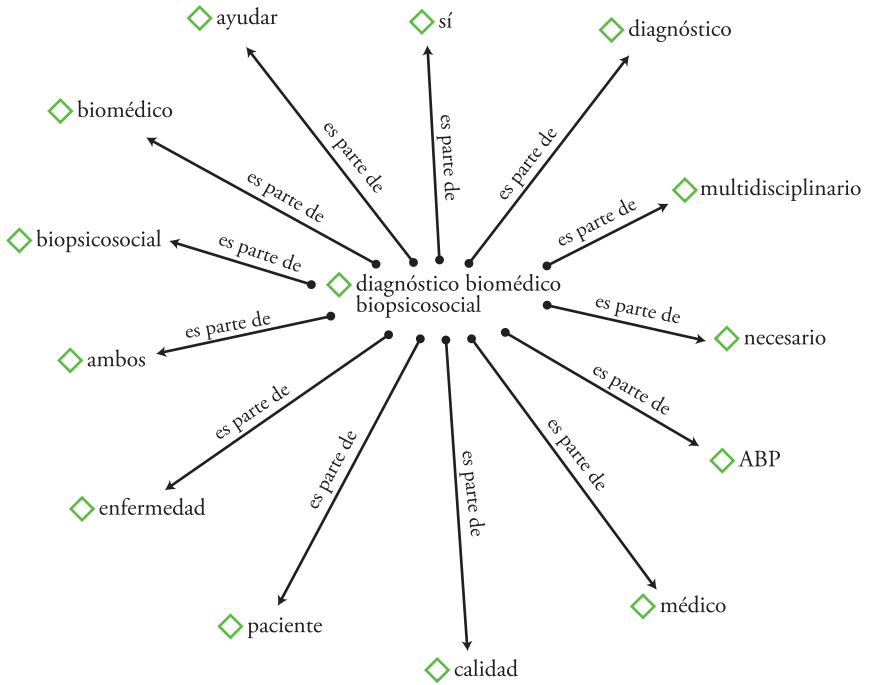 ayudar
sí
diagnóstico
biomédico
es parte de
es parte de
es parte de
es parte de
multidisciplinario
es parte de
biopsicosocial
es parte de
diagnóstico biomédico
biopsicosocial
es parte de
necesario
es parte de
ambos
es parte de
ABP
es parte de
enfermedad
es parte de
es parte de
es parte de
médico
paciente
calidad